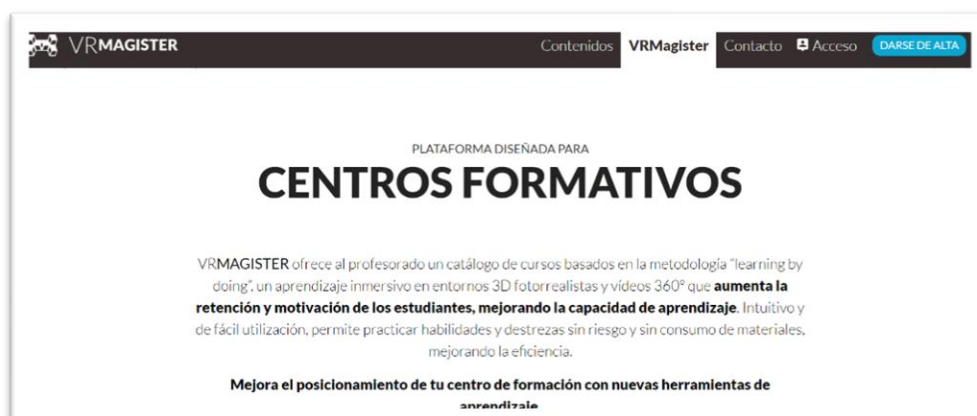 VRMAGISTER Contenidos VRMagister Contacto Acceso DARSE DE ALTA
PLATAFORMA DISEÑADA PARA
CENTROS FORMATIVOS
VRMAGISTER ofrece al profesorado un catálogo de cursos basados en la metodología "learning by
doing", un aprendizaje inmersivo en entornos 3D fotorrealistas y vídeos 360º que aumenta la
retención y motivación de los estudiantes, mejorando la capacidad de aprendizaje. Intuitivo y
de fácil utilización, permite practicar habilidades y destrezas sin riesgo y sin consumo de materiales,
mejorando la eficiencia.
Mejora el posicionamiento de tu centro de formación con nuevas herramientas de
aprendizaje